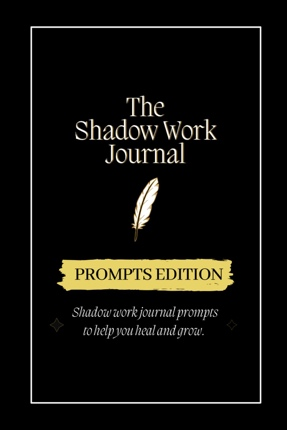 The
Shadow Work
Journal
PROMPTS EDITION
Shadow work journal prompts
to help you heal and grow.